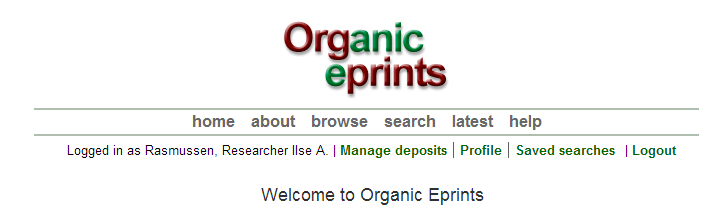 Organic
eprints
home about browse search latest help
Logged in as Rasmussen, Researcher Ilse A. | Manage deposits | Profile | Saved searches | Logout
Welcome to Organic Eprints